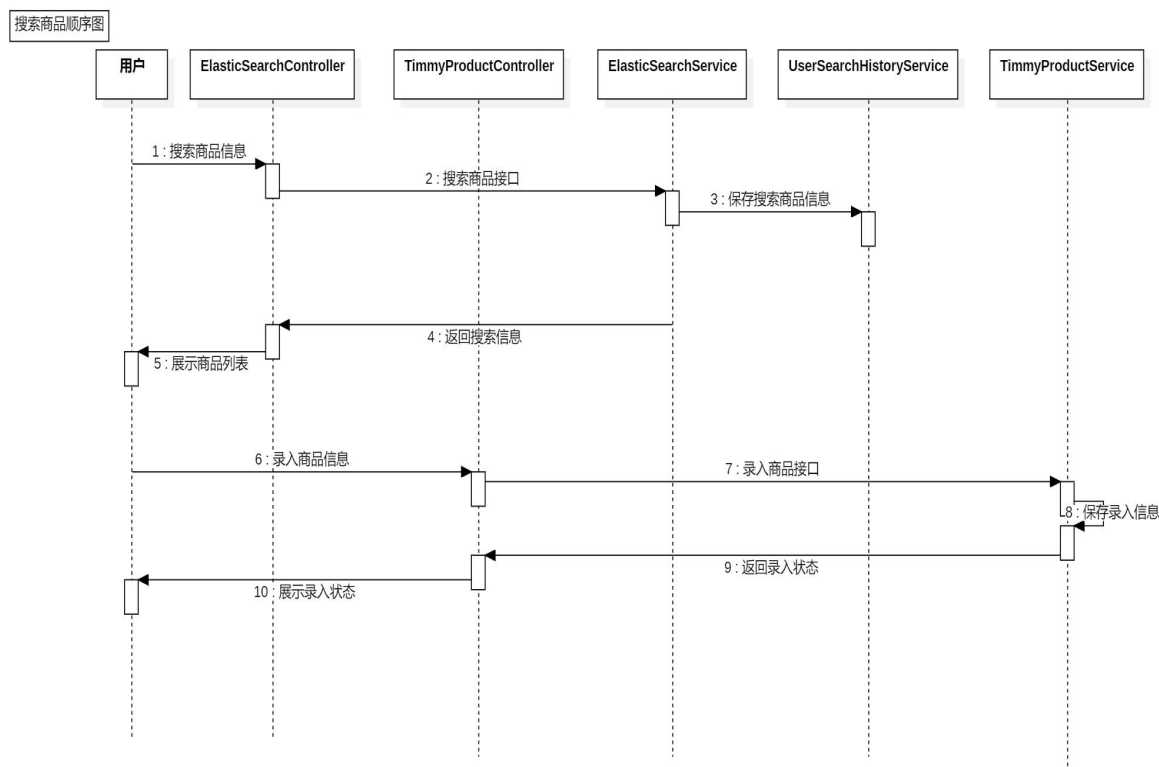 搜索商品顺序图
用户
ElasticSearchController
TimmyProductController
ElasticSearchService
UserSearchHistoryService
TimmyProductService
1 : 搜索商品信息
2 : 搜索商品接口
3 : 保存搜索商品信息
4 : 返回搜索信息
5 : 展示商品列表
6 : 录入商品信息
7 : 录入商品接口
8 : 保存录入信息
9 : 返回录入状态
10 : 展示录入状态